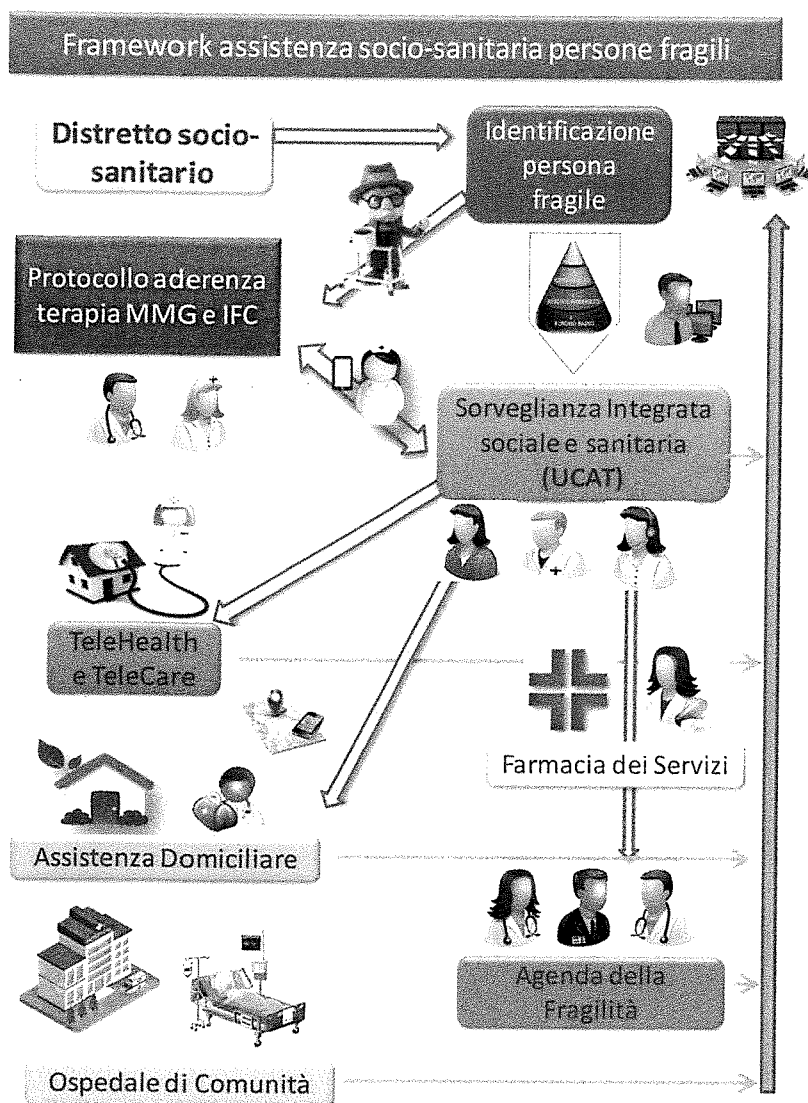 Framework assistenza socio-sanitaria persone fragili
Distretto socio-
sanitario
Identificazione
persona
fragile
Protocollo aderenza
terapia MMG e IFC
Sorveglianza Integrata
sociale e sanitaria
(UCAT)
TeleHealth
e TeleCare
Farmacia dei Servizi
Assistenza Domiciliare
Agenda della
Fragilità
Ospedale di Comunità